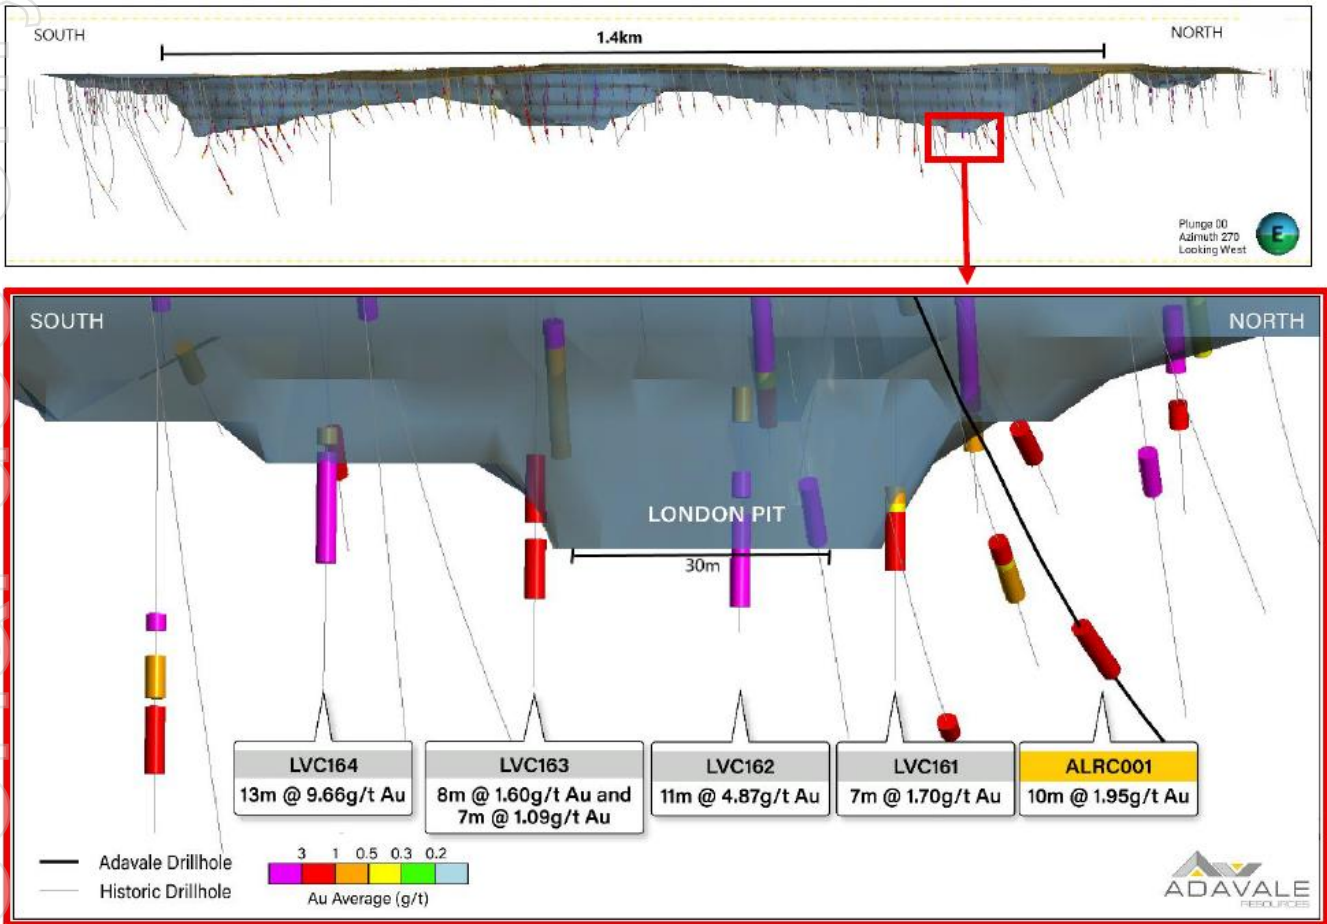 SOUTH
1.4km
NORTH
Plunge 00
Azimuth 270
Looking West
E
SOUTH
NORTH
LONDON PIT
30m
LVC164
13m @ 9.66g/t Au
LVC163
8m @ 1.60g/t Au and
7m @ 1.09g/t Au
LVC162
11m @ 4.87g/t Au
LVC161
7m @ 1.70g/t Au
ALRC001
10m @ 1.95g/t Au
Adavale Drillhole
Historic Drillhole
3 1 0.5 0.3 0.2
Au Average (g/t)
ADAVALE
RESOURCES